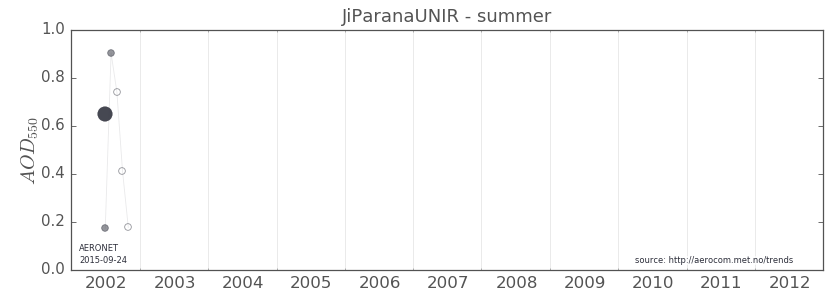 JiParanaUNIR - summer
1.0
0.8
0.6
0.4
0.2
0.0
AOD550
AERONET
2015-09-24
source: http://aerocom.met.no/trends
2002 2003 2004 2005 2006 2007 2008 2009 2010 2011 2012